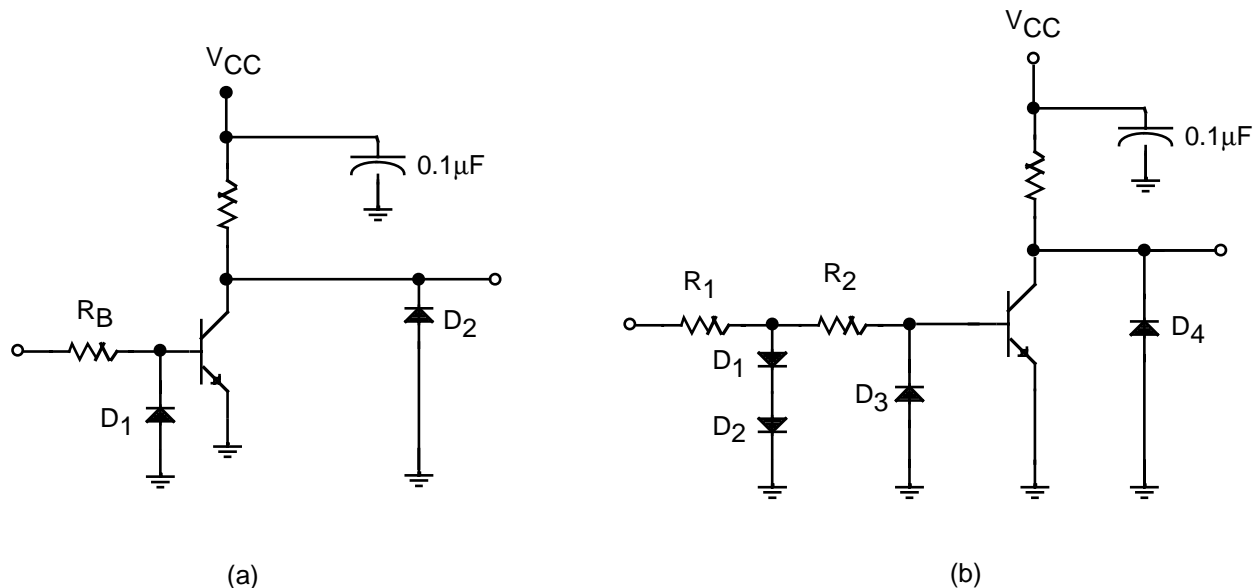 VCC
0.1μF
RB
D1
D2
(a)
VCC
0.1μF
R1
R2
D1
D2
D3
D4
(b)